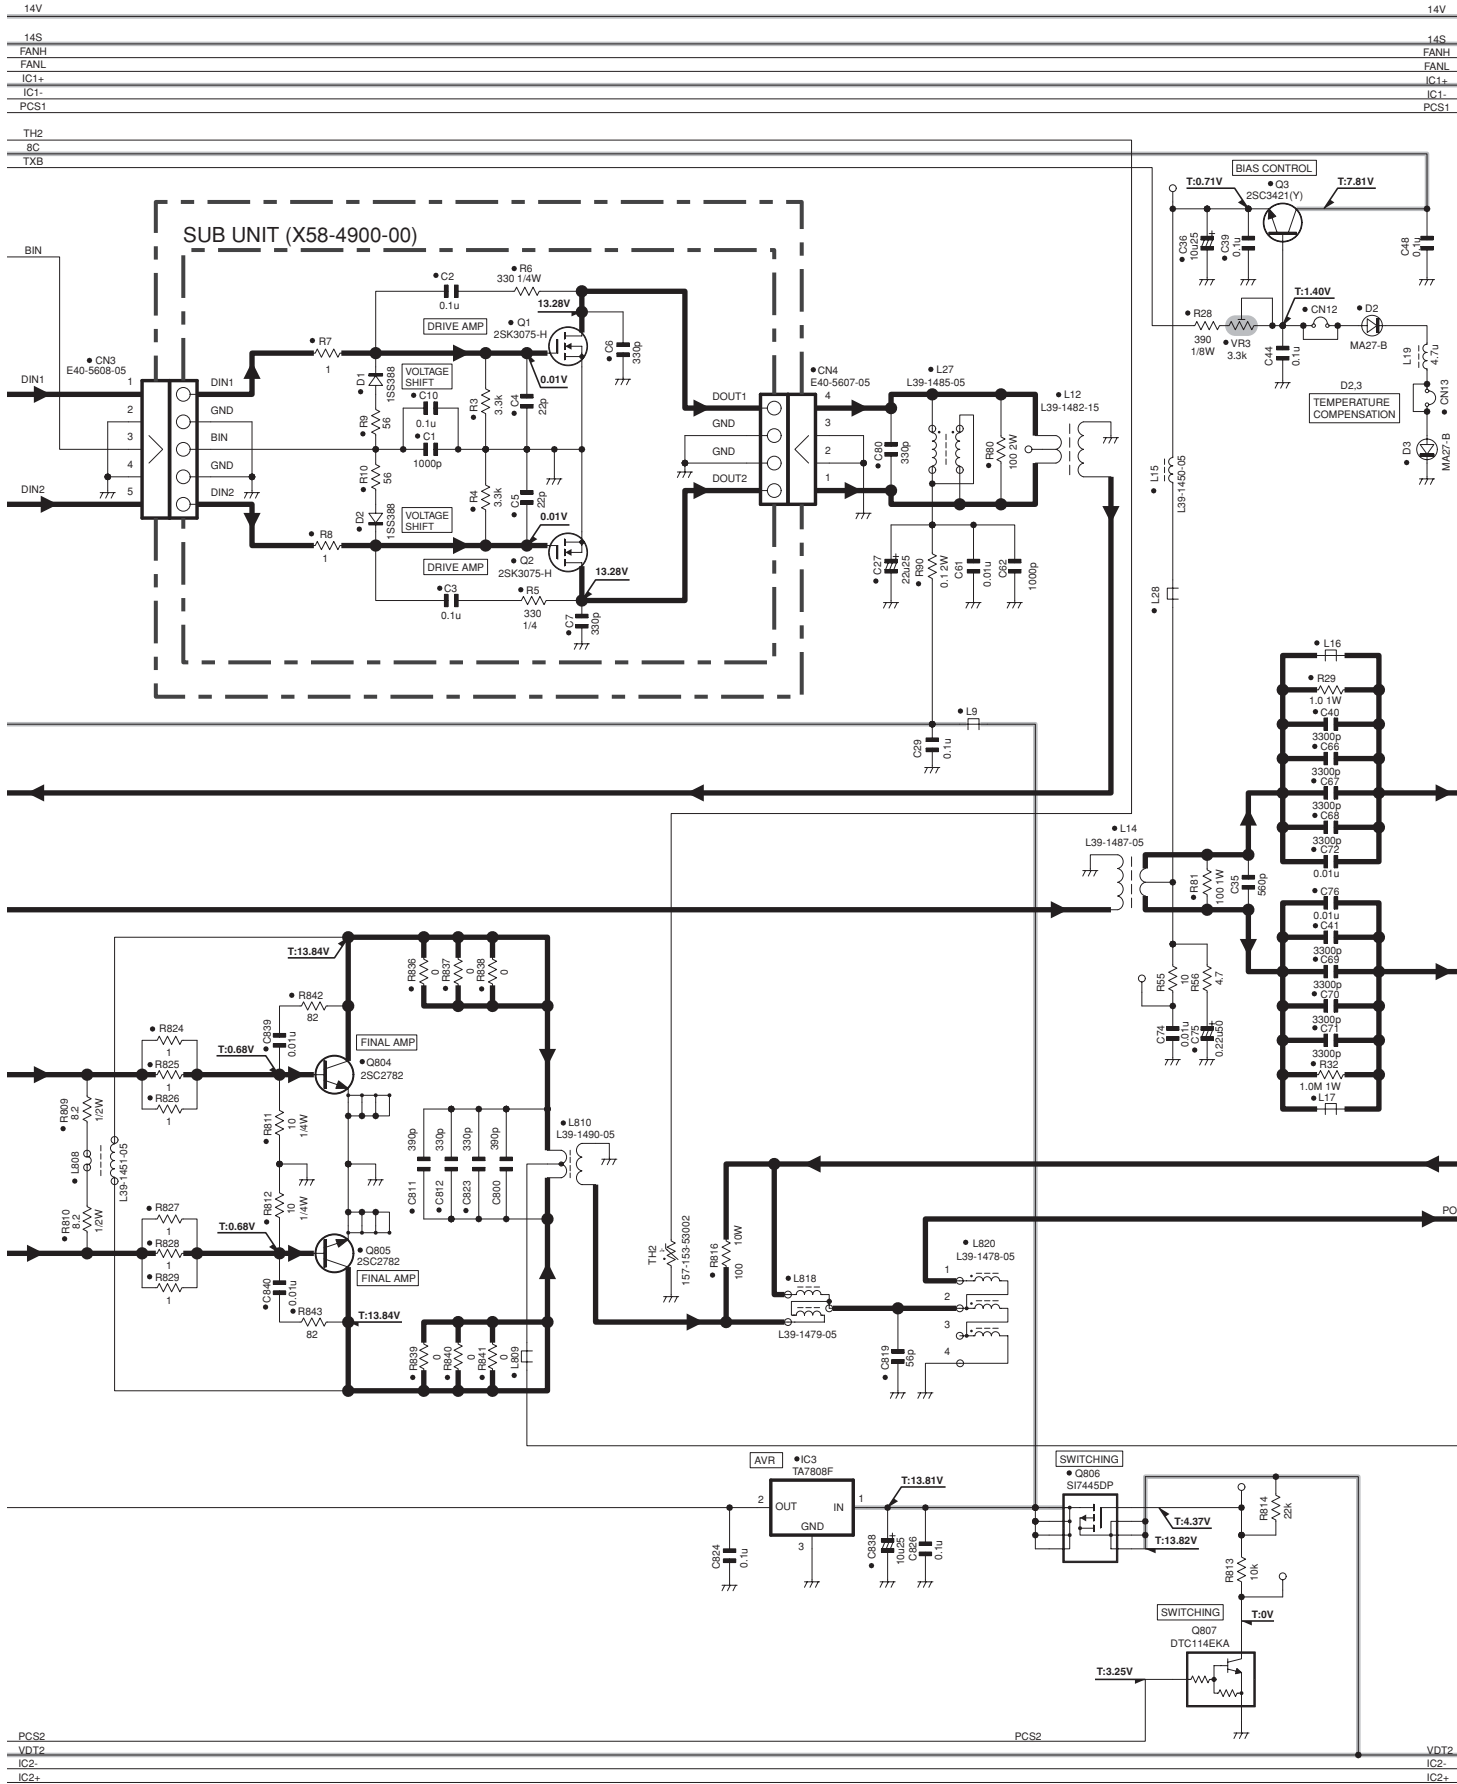 14V 14V
14S 14S
FANH FANH
FANL FANL
IC1+ IC1+
IC1- IC1-
PCS1 PCS1
TH2
8C
TXB
BIAS CONTROL
T:0.71V
Q3
2SC3421(Y)
T:7.81V
C36
10u25
C39
0.1u
C48
0.1u
BIN
SUB UNIT (X58-4900-00)
C2
0.1u
R6
330 1/4W
13.28V
DRIVE AMP
Q1
2SK3075-H
C6
330p
T:1.40V
R28
390
1/8W
VR3
3.3k
C44
0.1u
CN12
D2
MA27-B
L19
4.7u
CN13
D2,3
TEMPERATURE
COMPENSATION
D3
MA27-B
CN3
E40-5608-05
DIN1
1
2
3
4
5
DIN2
DIN1
GND
BIN
GND
DIN2
R7
1
D1
1SS388
VOLTAGE
SHIFT
C10
0.1u
C1
1000p
R9
56
R3
3.3k
C4
22p
0.01V
R10
56
D2
1SS388
VOLTAGE
SHIFT
R4
3.3k
C5
22p
0.01V
R8
1
DRIVE AMP
Q2
2SK3075-H
13.28V
C3
0.1u
R5
330
1/4
C7
330p
DOUT1
GND
GND
DOUT2
CN4
E40-5607-05
4
3
2
1
L27
L39-1485-05
C80
330p
R80
100 2W
L12
L39-1482-15
C27
22u25
R90
0.1 2W
C61
0.01u
C62
1000p
L15
L39-1450-05
L28
L9
C29
0.1u
L16
R29
1.0 1W
C40
3300p
C66
3300p
C67
3300p
C68
3300p
C72
0.01u
C76
0.01u
C41
3300p
C69
3300p
C70
3300p
C71
3300p
R32
1.0M 1W
L17
L14
L39-1487-05
R81
100 1W
C35
560p
R55
10
R56
4.7
C74
0.01u
C75
0.22u50
T:13.84V
R836
0
R837
0
R838
0
R842
82
C839
0.01u
R824
1
R825
1
R826
1
T:0.68V
FINAL AMP
Q804
2SC2782
R809
8.2
1/2W
R811
10
1/4W
L808
L39-1451-05
R810
8.2
1/2W
R812
10
1/4W
390p
330p
330p
390p
C811
C812
C823
C800
L810
L39-1490-05
R827
1
R828
1
R829
1
T:0.68V
Q805
2SC2782
FINAL AMP
C840
0.01u
R843
82
T:13.84V
R839
0
R840
0
R841
0
L809
TH2
157-153-53002
R816
100
10W
L818
L39-1479-05
C819
56p
L820
L39-1478-05
1
2
3
4
PO
AVR
IC3
TA7808F
2
OUT
IN
1
GND
3
C824
0.1u
T:13.81V
C838
10u25
C826
0.1u
SWITCHING
Q806
SI7445DP
T:4.37V
T:13.82V
R814
22k
R813
10k
SWITCHING
T:0V
Q807
DTC114EKA
T:3.25V
PCS2 PCS2
VDT2 VDT2
IC2- IC2-
IC2+ IC2+